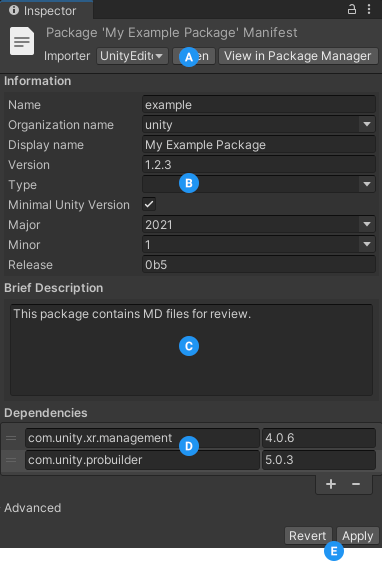 Inspector
Package 'My Example Package' Manifest
Importer UnityEdit A en View in Package Manager
Information
Name example
Organization name unity
Display name My Example Package
Version 1.2.3
Type B
Minimal Unity Version
Major 2021
Minor 1
Release 0b5
Brief Description
This package contains MD files for review.
C
Dependencies
com.unity.xr.management D 4.0.6
com.unity.probuilder 5.0.3
+ −
Advanced
Revert Apply
E